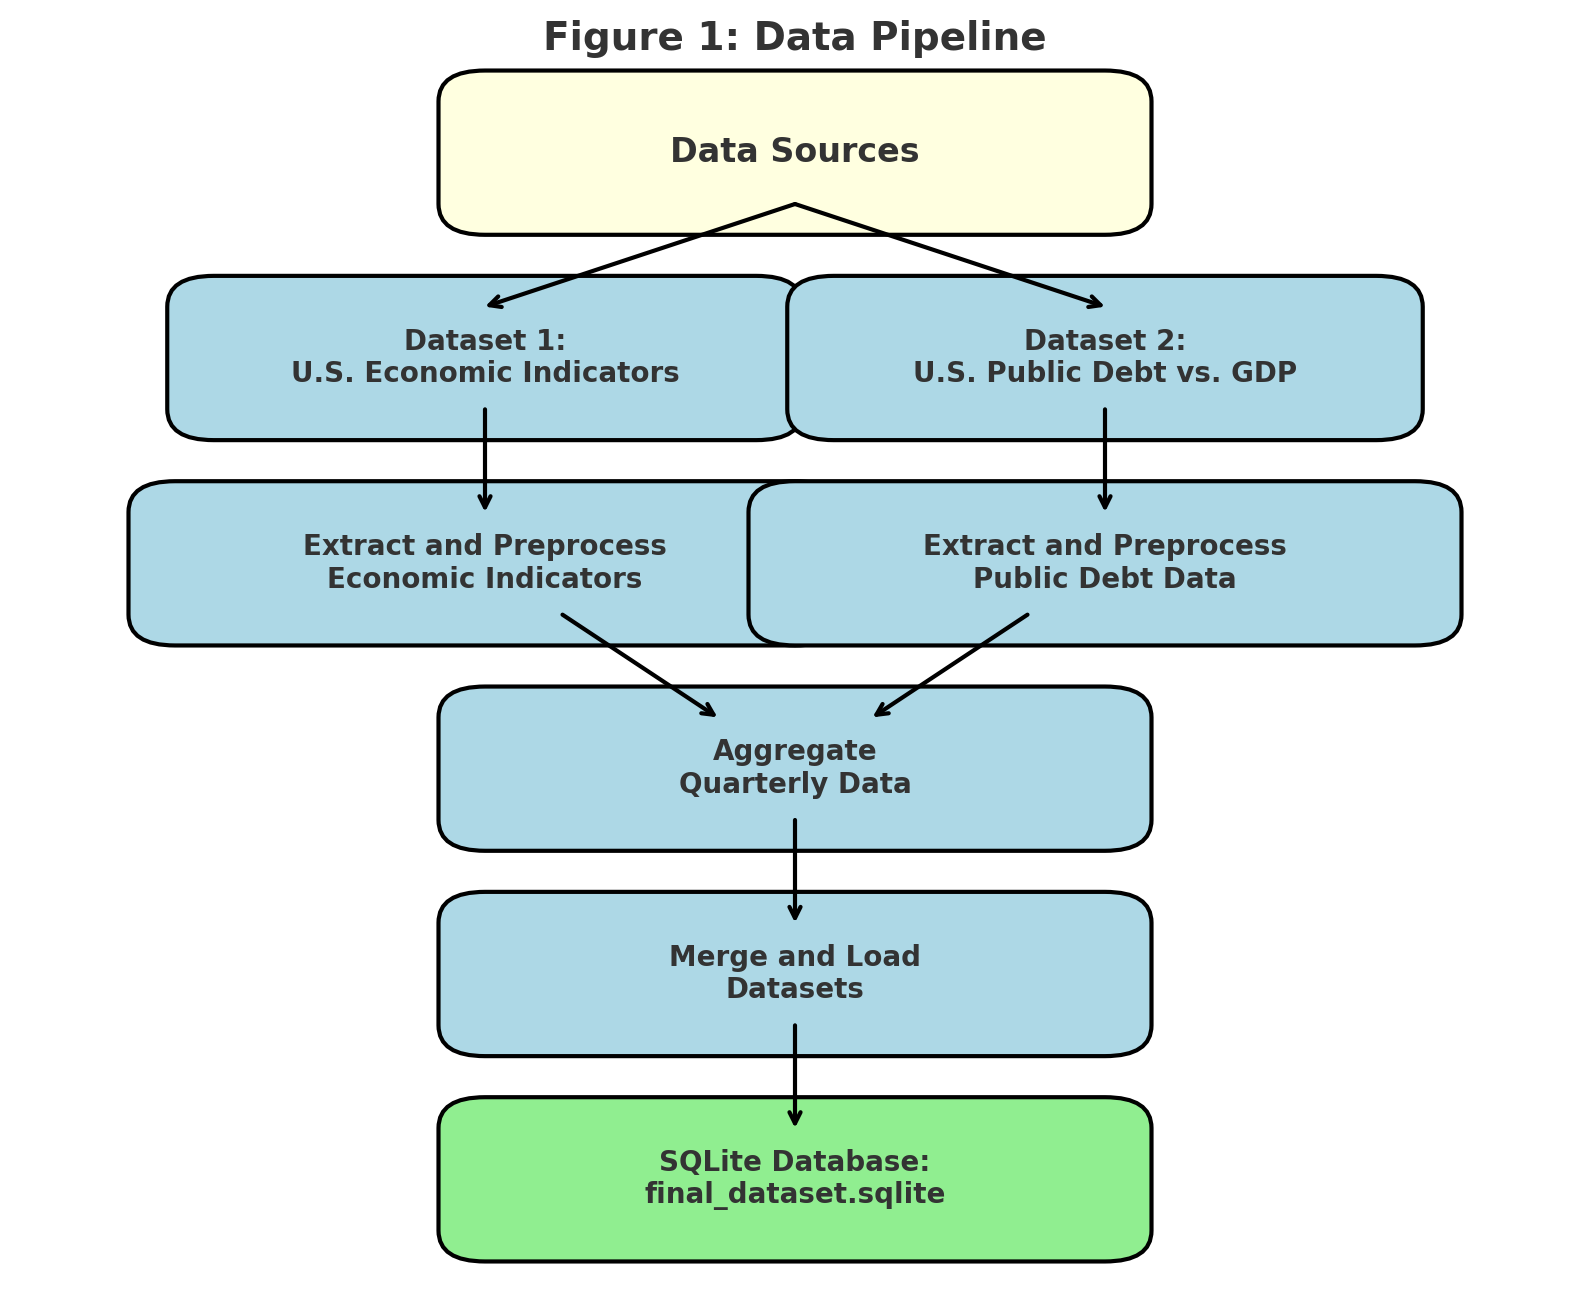 Figure 1: Data Pipeline
Data Sources
Dataset 1:
U.S. Economic Indicators
Dataset 2:
U.S. Public Debt vs. GDP
Extract and Preprocess
Economic Indicators
Extract and Preprocess
Public Debt Data
Aggregate
Quarterly Data
Merge and Load
Datasets
SQLite Database:
final_dataset.sqlite